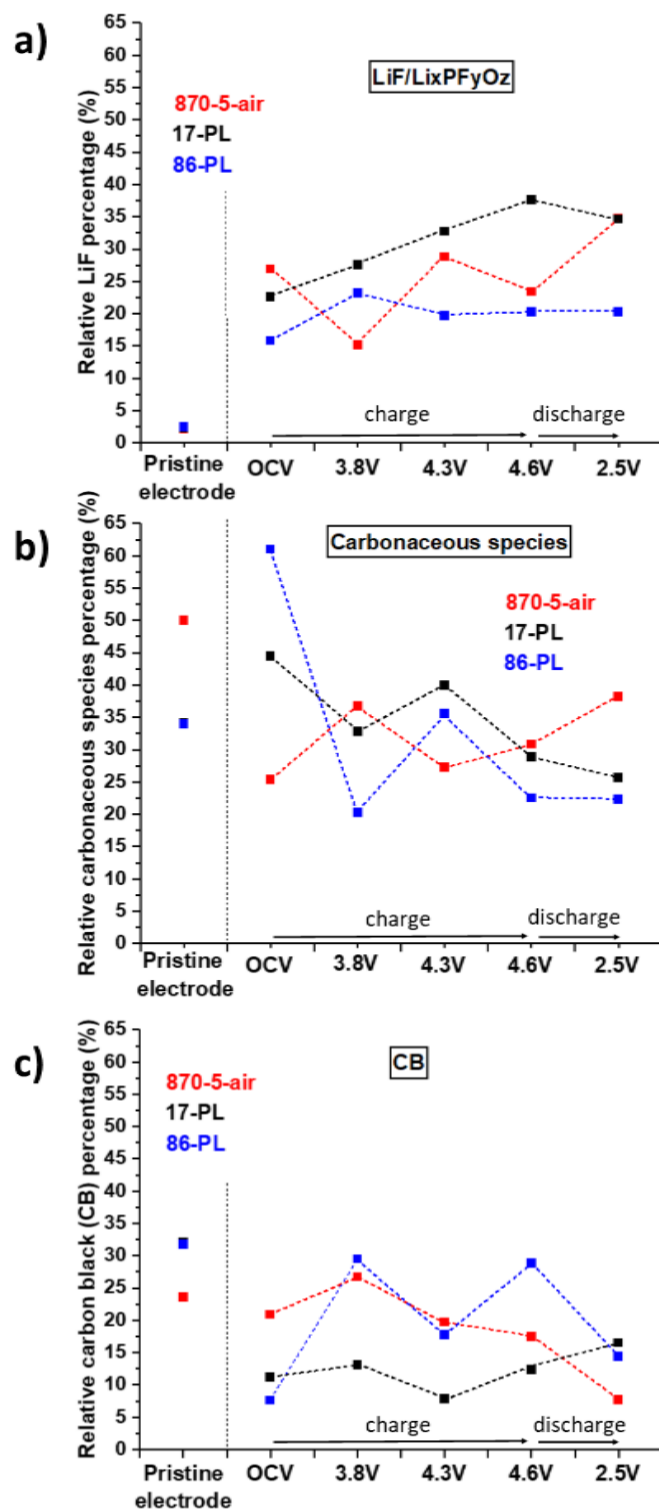 a)
Relative LiF percentage (%)
65
60
55
50
45
40
35
30
25
20
15
10
5
0
LiF/LixPFyOz
870-5-air
17-PL
86-PL
charge
discharge
Pristine electrode
OCV
3.8V
4.3V
4.6V
2.5V
b)
Relative carbonaceous species percentage (%)
65
60
55
50
45
40
35
30
25
20
15
10
5
0
Carbonaceous species
870-5-air
17-PL
86-PL
charge
discharge
Pristine
electrode
OCV
3.8V
4.3V
4.6V
2.5V
c)
Relative carbon black (CB) percentage (%)
65
60
55
50
45
40
35
30
25
20
15
10
5
0
CB
870-5-air
17-PL
86-PL
charge
discharge
Pristine
electrode
OCV
3.8V
4.3V
4.6V
2.5V